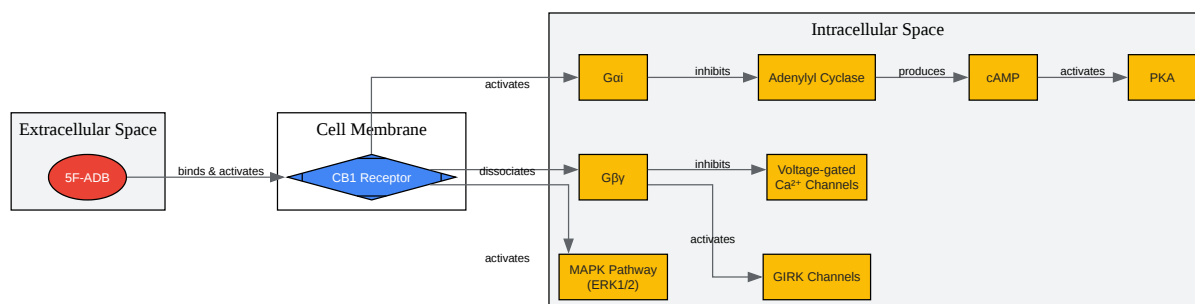 Extracellular Space
5F-ADB
binds & activates
Cell Membrane
CB1 Receptor
activates
dissociates
activates
Intracellular Space
Gαi
inhibits
Adenylyl Cyclase
produces
cAMP
activates
PKA
Gβγ
inhibits
Voltage-gated
Ca²⁺ Channels
activates
MAPK Pathway
(ERK1/2)
GIRK Channels